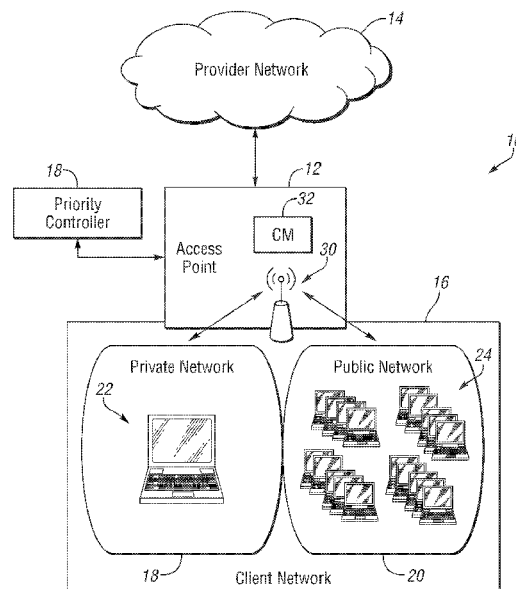 14
Provider Network
18
12
Priority
Controller
32
CM
Access
Point
30
16
Private Network
Public Network
22
24
18
20
Client Network